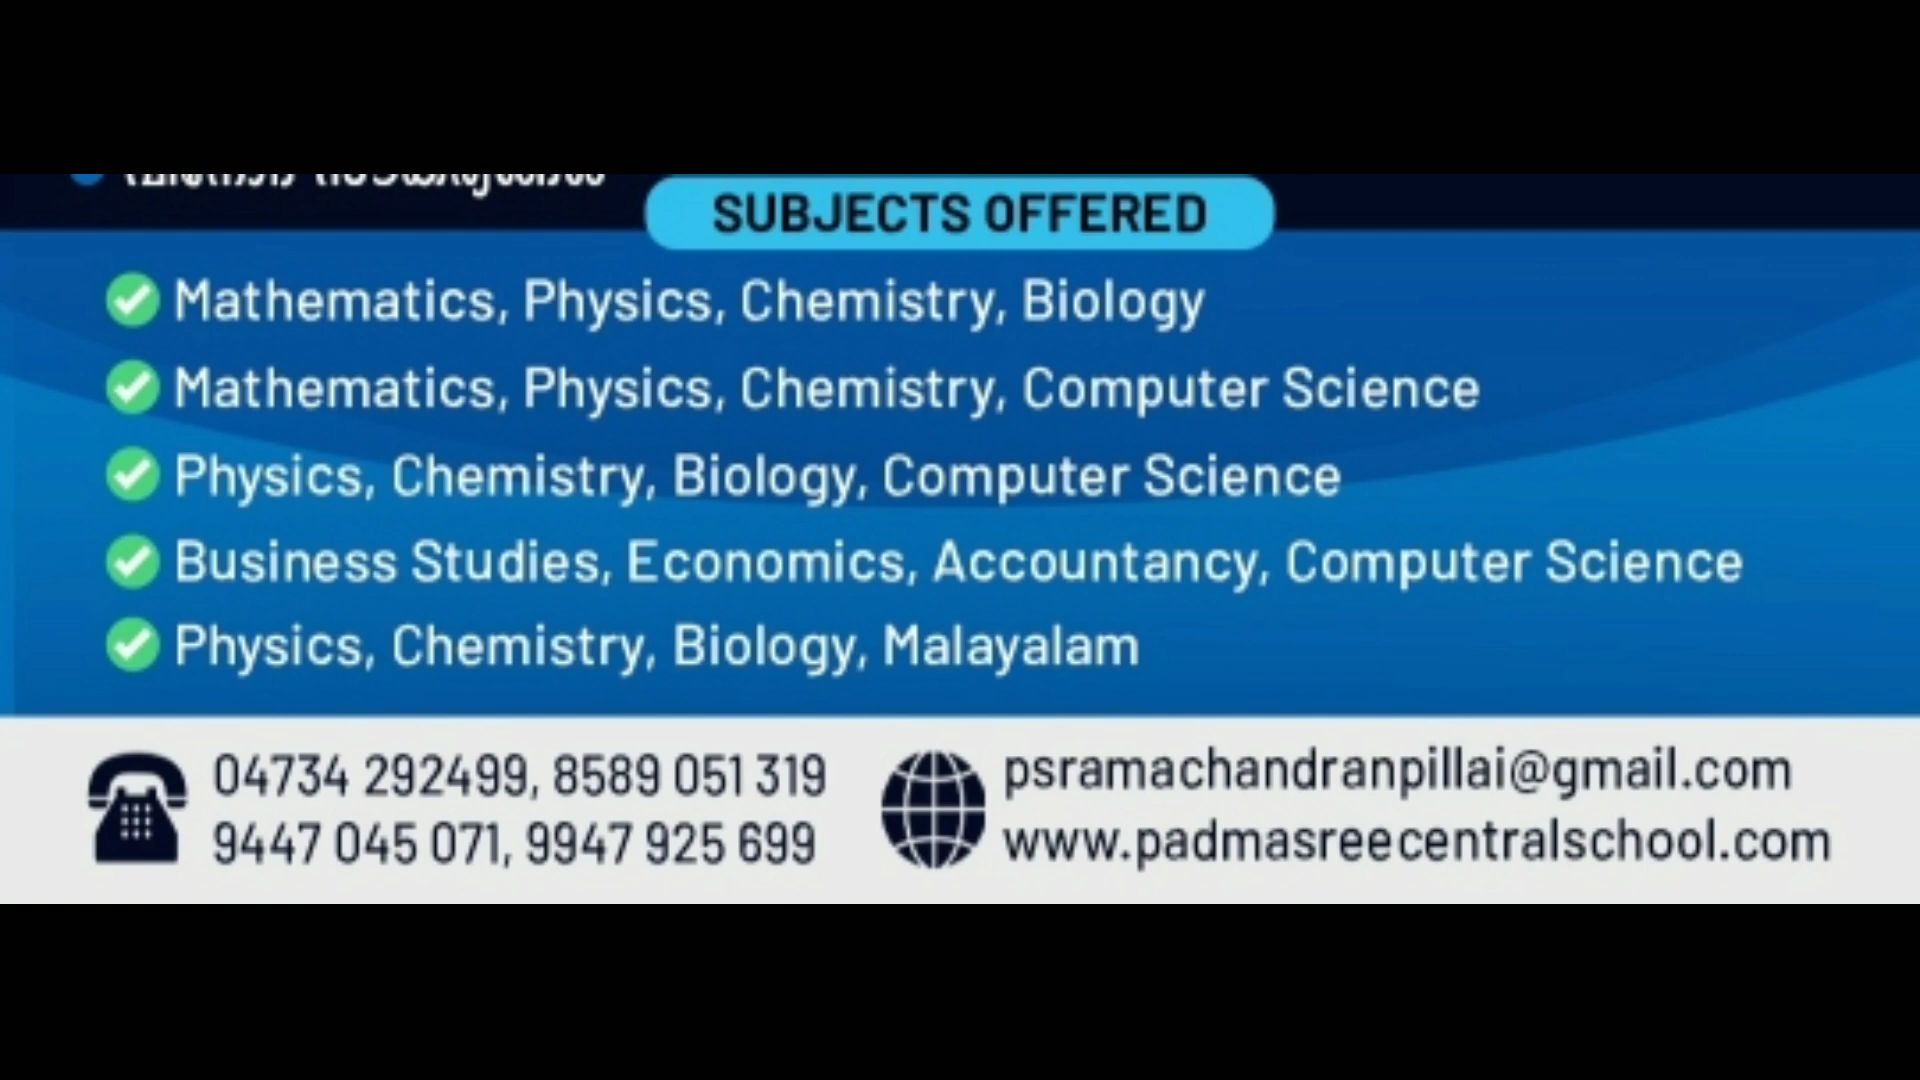 SUBJECTS OFFERED
Mathematics, Physics, Chemistry, Biology
Mathematics, Physics, Chemistry, Computer Science
Physics, Chemistry, Biology, Computer Science
Business Studies, Economics, Accountancy, Computer Science
Physics, Chemistry, Biology, Malayalam
04734 292499, 8589 051 319
9447 045 071, 9947 925 699
psramachandranpillai@gmail.com
www.padmasreecentralschool.com